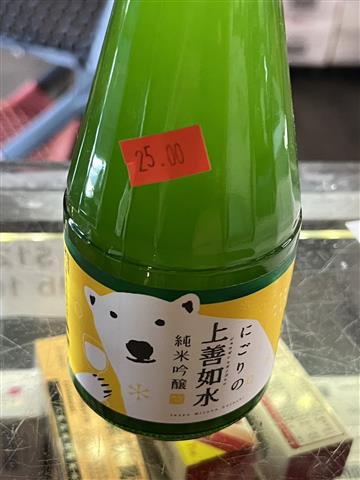 25.00
にごりの
上善如水
純米吟醸